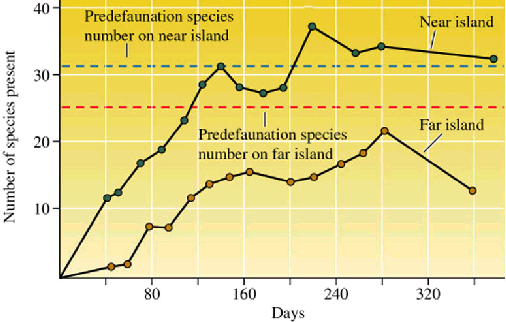 40
Predefaunation species
number on near island
Near island
30
Predefaunation species
number on far island
Far island
20
10
Number of species present
80
160
240
320
Days